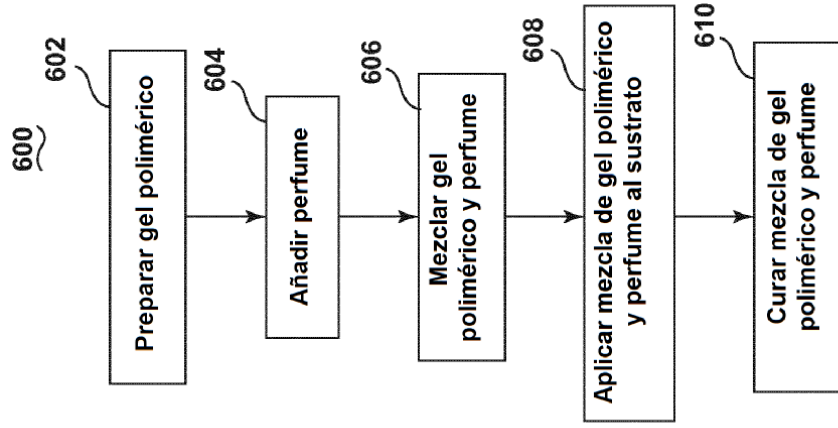 600
602
Preparar gel polimérico
604
Añadir perfume
606
Mezclar gel
polimérico y perfume
608
Aplicar mezcla de gel polimérico
y perfume al sustrato
610
Curar mezcla de gel
polimérico y perfume